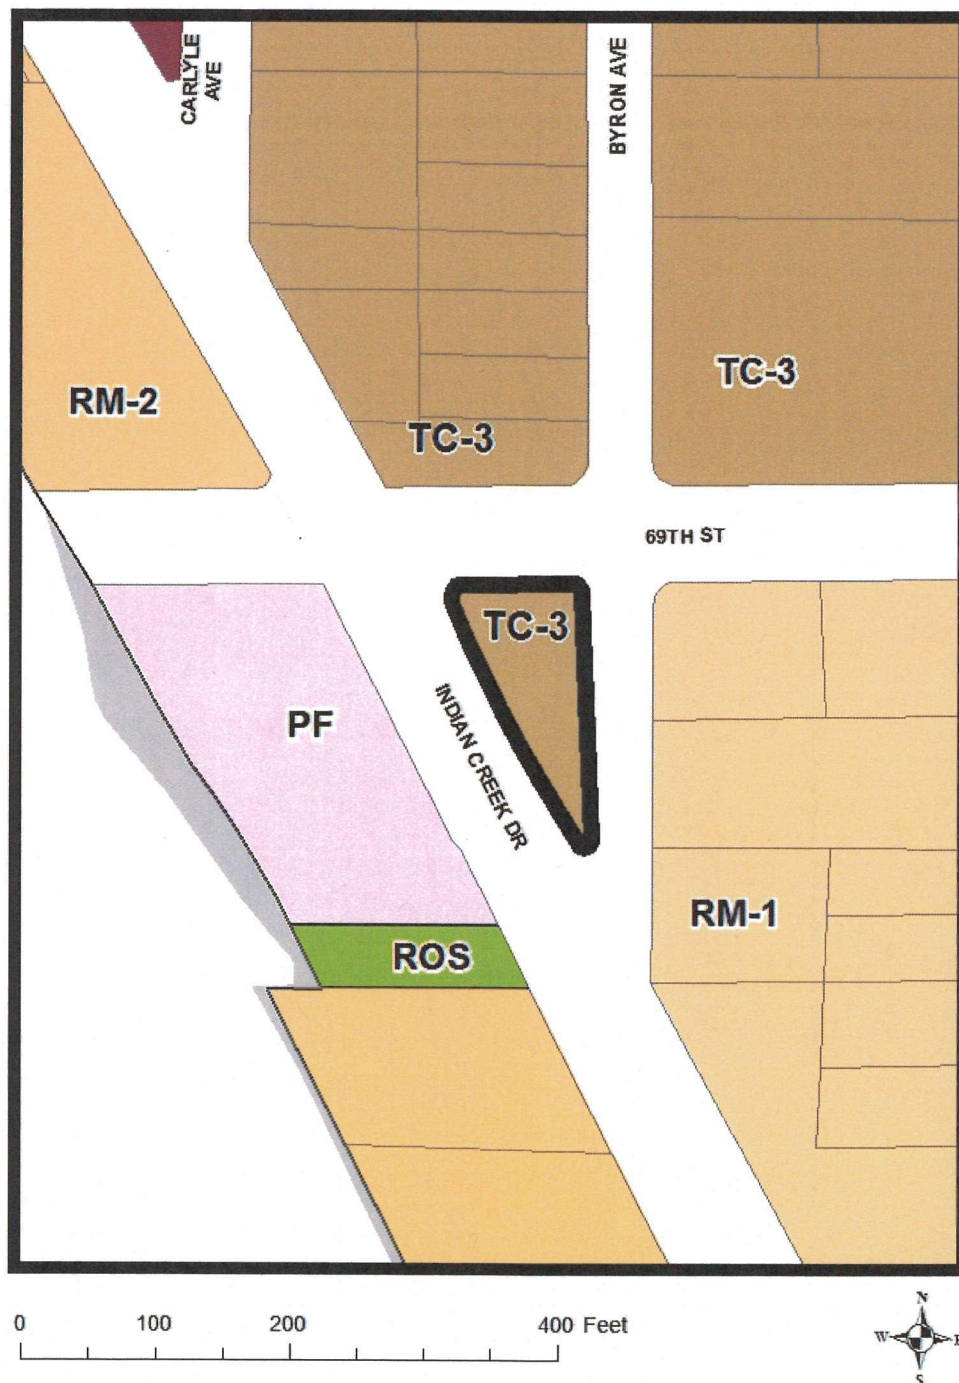 CARLYLE
AVE
BYRON AVE
RM-2
TC-3
TC-3
69TH ST
TC-3
PF
INDIAN CREEK DR
RM-1
ROS
0 100 200 400 Feet
N
W E
S